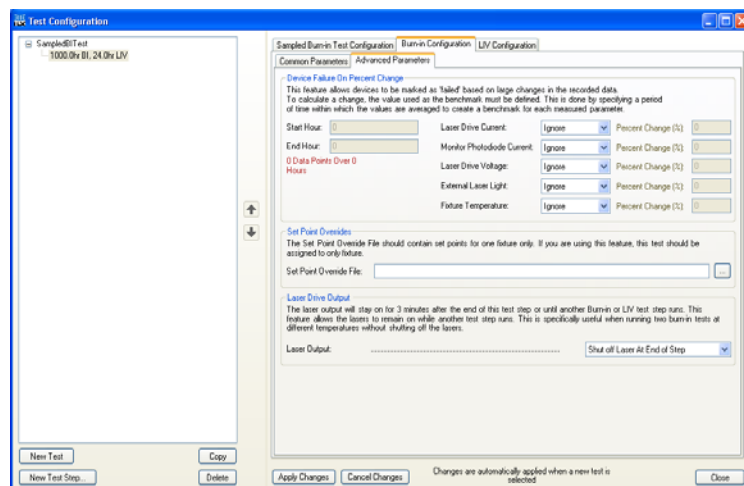 Test Configuration
SampledBITest
1000.0hr BI, 24.0hr LIV
New Test
Copy
New Test Step...
Delete
Sampled Burn-in Test Configuration
Burn-in Configuration
LIV Configuration
Common Parameters
Advanced Parameters
Device Failure On Percent Change
This feature allows devices to be marked as 'failed' based on large changes in the recorded data.
To calculate a change, the value used as the benchmark must be defined. This is done by specifying a period
of time within which the values are averaged to create a benchmark for each measured parameter.
Start Hour: 0
End Hour: 0
0 Data Points Over 0
Hours
Laser Drive Current: Ignore Percent Change (%): 0
Monitor Photodiode Current: Ignore Percent Change (%): 0
Laser Drive Voltage: Ignore Percent Change (%): 0
External Laser Light: Ignore Percent Change (%): 0
Fixture Temperature: Ignore Percent Change (%): 0
Set Point Overrides
The Set Point Override File should contain set points for one fixture only. If you are using this feature, this test should be
assigned to only fixture.
Set Point Override File: ...
Laser Drive Output
The laser output will stay on for 3 minutes after the end of this test step or until another Burn-in or LIV test step runs. This
feature allows the lasers to remain on while another test step runs. This is specifically useful when running two burn-in tests at
different temperatures without shutting off the lasers.
Laser Output: Shut off Laser At End of Step
Apply Changes
Cancel Changes
Changes are automatically applied when a new test is
selected
Close